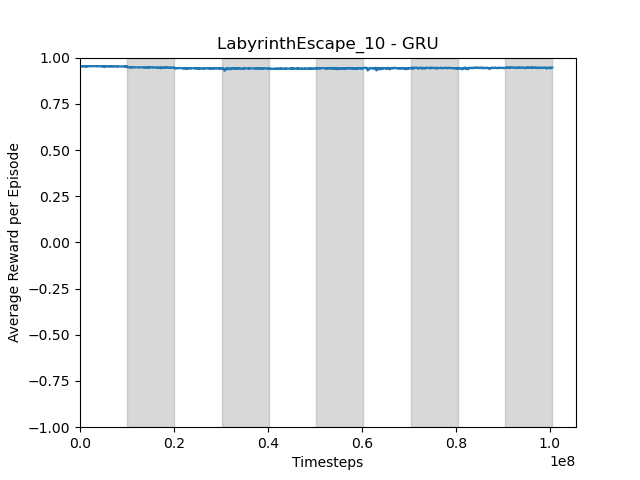 LabyrinthEscape_10 - GRU
Average Reward per Episode
1.00
0.75
0.50
0.25
0.00
−0.25
−0.50
−0.75
−1.00
0.0 0.2 0.4 0.6 0.8 1.0
1e8
Timesteps